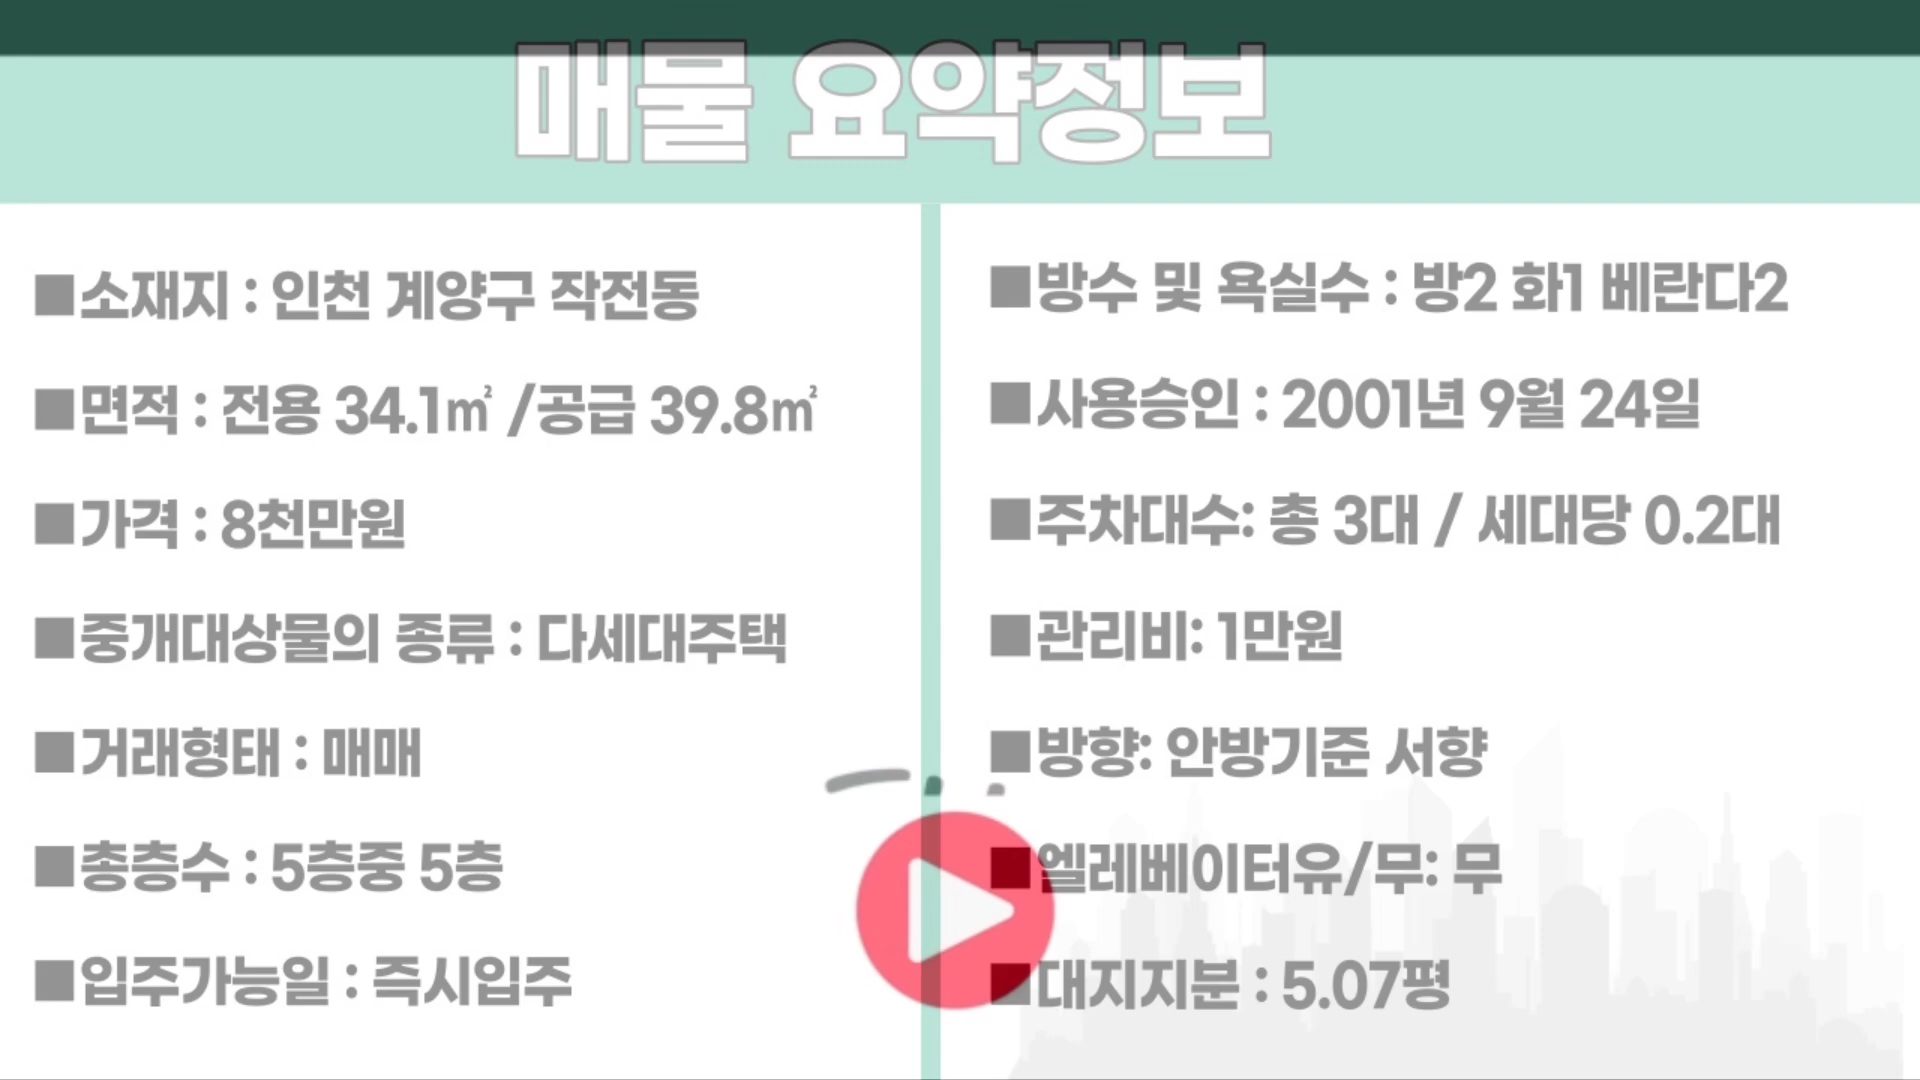 매물 요약정보
■소재지 : 인천 계양구 작전동
■면적 : 전용 34.1㎡ /공급 39.8㎡
■가격 : 8천만원
■중개대상물의 종류 : 다세대주택
■거래형태 : 매매
■총층수 : 5층중 5층
■입주가능일 : 즉시입주
■방수 및 욕실수 : 방2 화1 베란다2
■사용승인 : 2001년 9월 24일
■주차대수: 총 3대 / 세대당 0.2대
■관리비: 1만원
■방향: 안방기준 서향
■엘레베이터유/무: 무
■대지지분 : 5.07평